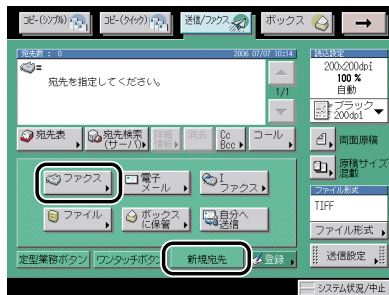 コピー(シンプル)
コピー(クイック)
送信/ファクス
ボックス
宛先数 : 0
2006 07/07 10:14
宛先を指定してください。
1/1
宛先表
宛先検索
(サーバ)
詳細
情報
消去
Cc
Bcc
コール
ファクス
電子
メール
I
ファクス
ファイル
ボックス
に保管
自分へ
送信
定型業務ボタン
ワンタッチボタン
新規宛先
登録
読込設定
200x200dpi
100 %
自動
ブラック
200dpi
両面原稿
原稿サイズ
混載
ファイル形式
TIFF
ファイル形式
送信設定
システム状況/中止